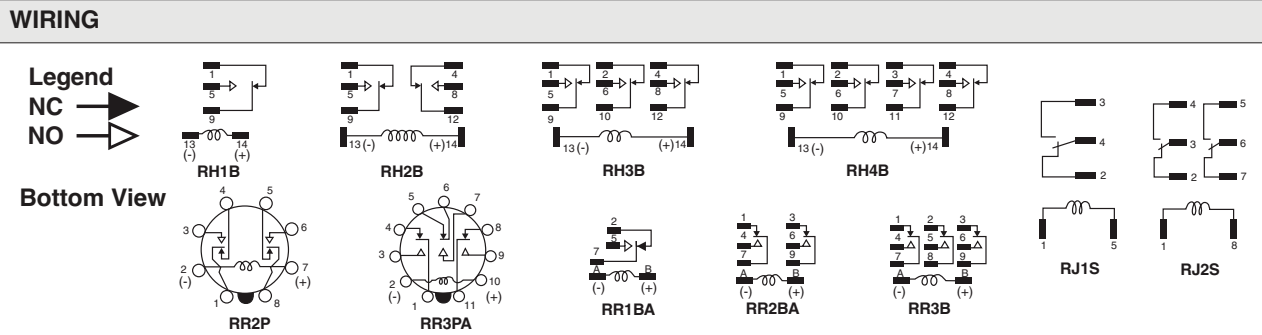 WIRING
Legend
NC
NO
Bottom View
1
5
9
13 14
(-) (+)
RH1B
1 4
5 8
9 12
13 (-) (+) 14
RH2B
1 2 4
5 6 8
9 10 12
13 (-) (+) 14
RH3B
1 2 3 4
5 6 7 8
9 10 11 12
13 (-) (+) 14
RH4B
3
4
2
1 5
RJ1S
4 5
3 6
2 7
1 8
RJ2S
4 5
3 6
2 7
(-) (+)
1 8
RR2P
6
5 7
4 8
3 9
2 10
(-) (+)
1 11
RR3PA
2
5
7
A B
(-) (+)
RR1BA
1 3
4 6
7 9
A B
(-) (+)
RR2BA
1 2 3
4 5 6
7 8 9
A B
(-) (+)
RR3B